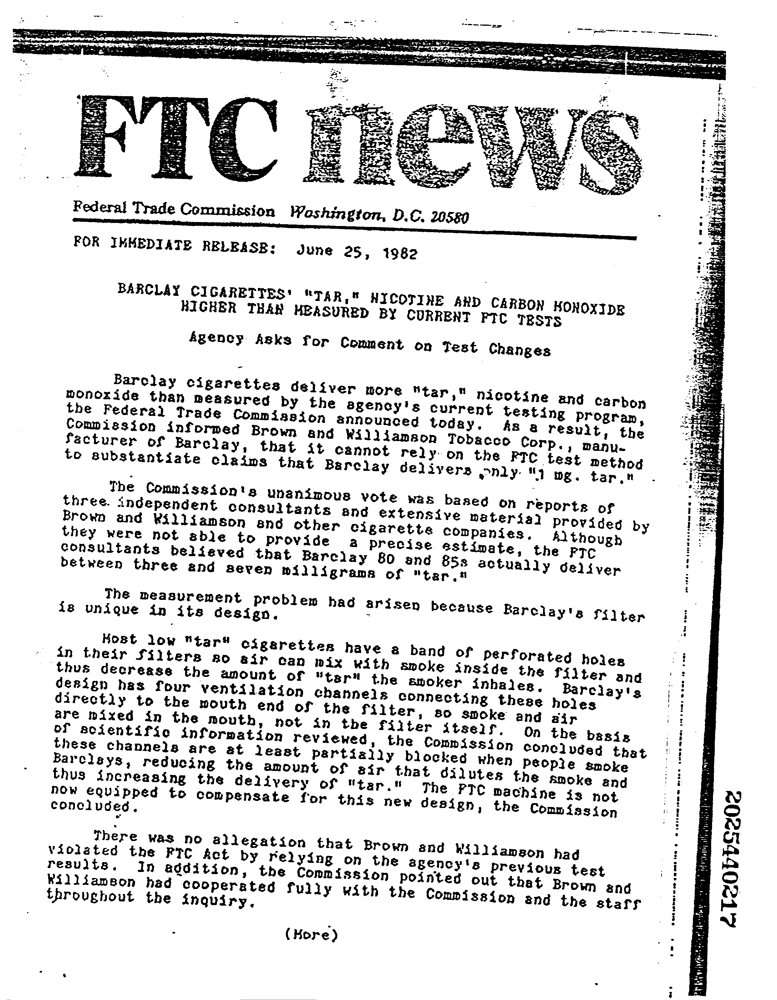 FTC news
Federal Trade Commission Washington, D.C. 20580
FOR IMMEDIATE RELEASE: June 25, 1982
BARCLAY CIGARETTES' "TAR," NICOTINE AND CARBON MONOXIDE
HIGHER THAN MEASURED BY CURRENT FTC TESTS
Agency Asks for Comment on Test Changes
Barclay cigarettes deliver more "tar," nicotine and carbon
monoxide than measured by the agency's current testing program,
the Federal Trade Commission announced today. As a result, the
Commission informed Brown and Williamson Tobacco Corp., manu-
facturer of Barclay, that it cannot rely on the FTC test method
to substantiate claims that Barclay delivers only "1 mg. tar."
The Commission's unanimous vote was based on reports of
three independent consultants and extensive material provided by
Brown and Williamson and other cigarette companies. Although
they were not able to provide a precise estimate, the FTC
consultants believed that Barclay 80 and 85s actually deliver
between three and seven milligrams of "tar."
The measurement problem had arisen because Barclay's filter
is unique in its design.
Most low "tar" cigarettes have a band of perforated holes
in their filters so air can mix with smoke inside the filter and
thus decrease the amount of "tar" the smoker inhales. Barclay's
design has four ventilation channels connecting these holes
directly to the mouth end of the filter, so smoke and air
are mixed in the mouth, not in the filter itself. On the basis
of scientific information reviewed, the Commission concluded that
these channels are at least partially blocked when people smoke
Barclays, reducing the amount of air that dilutes the smoke and
thus increasing the delivery of "tar." The FTC machine is not
now equipped to compensate for this new design, the Commission
concluded.
There was no allegation that Brown and Williamson had
violated the FTC Act by relying on the agency's previous test
results. In addition, the Commission pointed out that Brown and
Williamson had cooperated fully with the Commission and the staff
throughout the inquiry.
(More)
2025440217